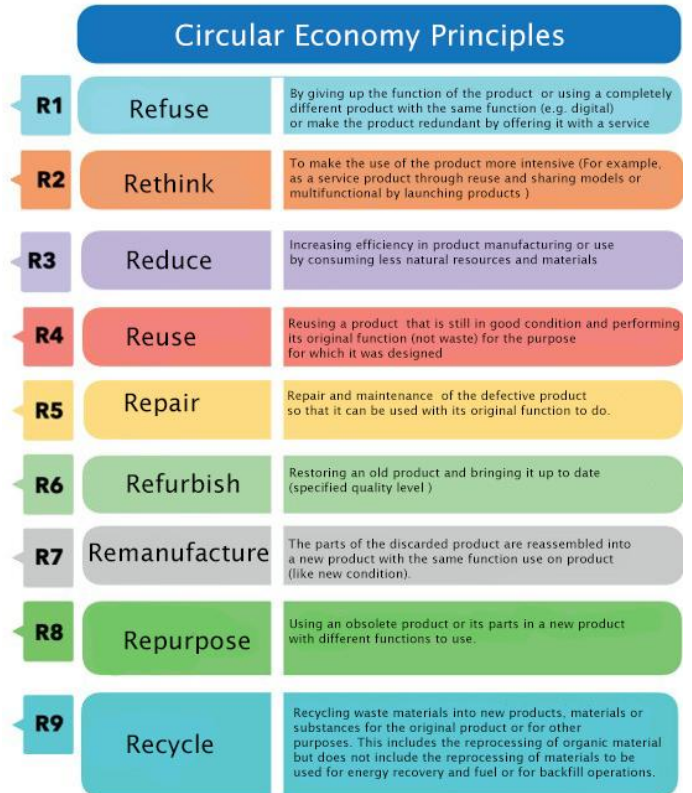 Circular Economy Principles
R1
Refuse
By giving up the function of the product or using a completely
different product with the same function (e.g. digital)
or make the product redundant by offering it with a service
R2
Rethink
To make the use of the product more intensive (For example,
as a service product through reuse and sharing models or
multifunctional by launching products )
R3
Reduce
Increasing efficiency in product manufacturing or use
by consuming less natural resources and materials
R4
Reuse
Reusing a product that is still in good condition and performing
its original function (not waste) for the purpose
for which it was designed
R5
Repair
Repair and maintenance of the defective product
so that it can be used with its original function to do.
R6
Refurbish
Restoring an old product and bringing it up to date
(specified quality level )
R7
Remanufacture
The parts of the discarded product are reassembled into
a new product with the same function use on product
(like new condition).
R8
Repurpose
Using an obsolete product or its parts in a new product
with different functions to use.
R9
Recycle
Recycling waste materials into new products, materials or
substances for the original product or for other
purposes. This includes the reprocessing of organic material
but does not include the reprocessing of materials to be
used for energy recovery and fuel or for backfill operations.